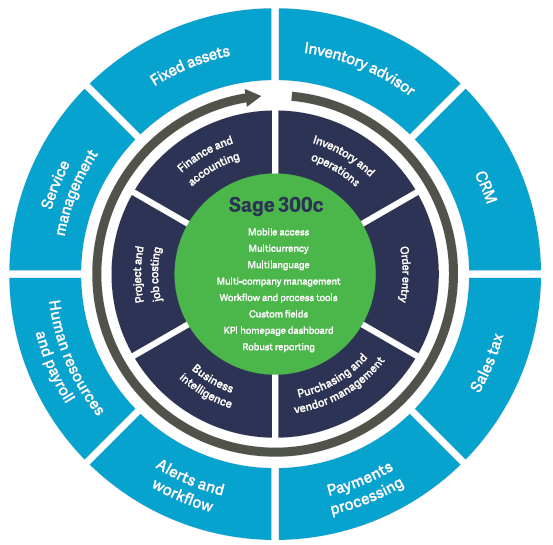 Fixed assets
Inventory advisor
CRM
Sales tax
Payments
processing
Alerts and
workflow
Human resources
and payroll
Service
management
Finance and
accounting
Inventory and
operations
Order entry
Purchasing and
vendor management
Business
intelligence
Project and
job costing
Sage 300c
Mobile access
Multicurrency
Multilanguage
Multi-company management
Workflow and process tools
Custom fields
KPI homepage dashboard
Robust reporting